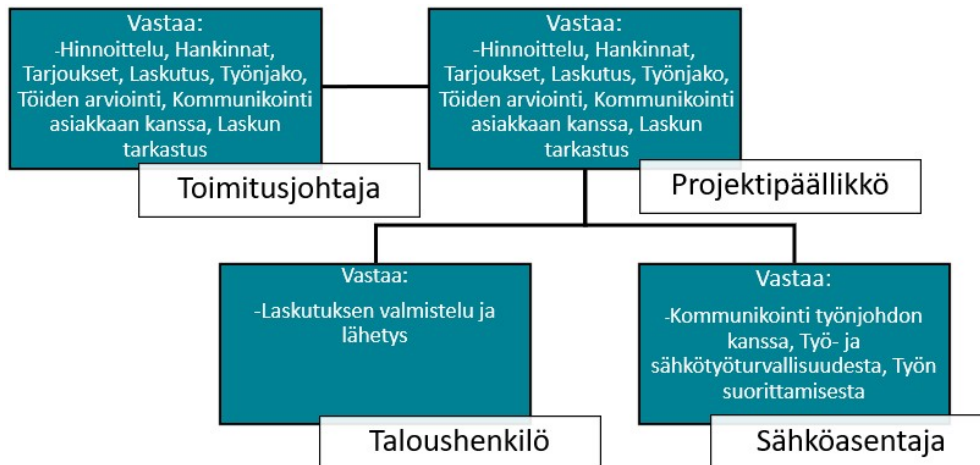 Vastaa:
-Hinnoittelu, Hankinnat,
Tarjoukset, Laskutus, Työnjako,
Töiden arviointi, Kommunikointi
asiakkaan kanssa, Laskun
tarkastus
Toimitusjohtaja
Vastaa:
-Hinnoittelu, Hankinnat,
Tarjoukset, Laskutus, Työnjako,
Töiden arviointi, Kommunikointi
asiakkaan kanssa, Laskun
tarkastus
Projektipäällikkö
Vastaa:
-Laskutuksen valmistelu ja
lähetys
Taloushenkilö
Vastaa:
-Kommunikointi työnjohdon
kanssa, Työ- ja
sähkötyöturvallisuudesta, Työn
suorittamisesta
Sähköasentaja